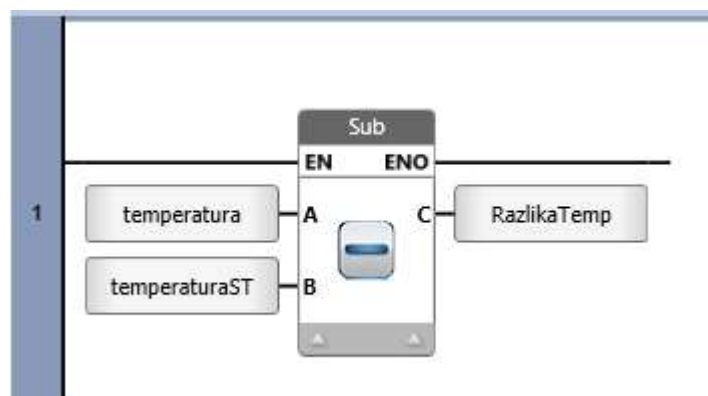 Sub
EN ENO
1 temperatura A C RazlikaTemp
temperaturaST B